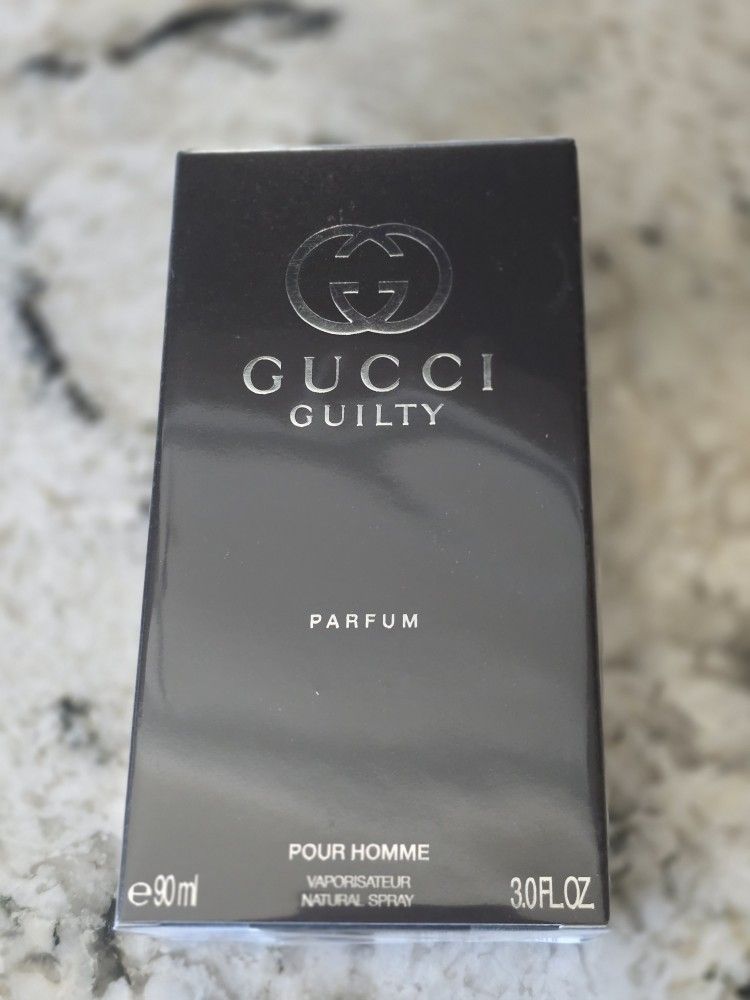 GUCCI
GUILTY
PARFUM
POUR HOMME
VAPORISATEUR
NATURAL SPRAY
℮90ml
3.0FL.OZ